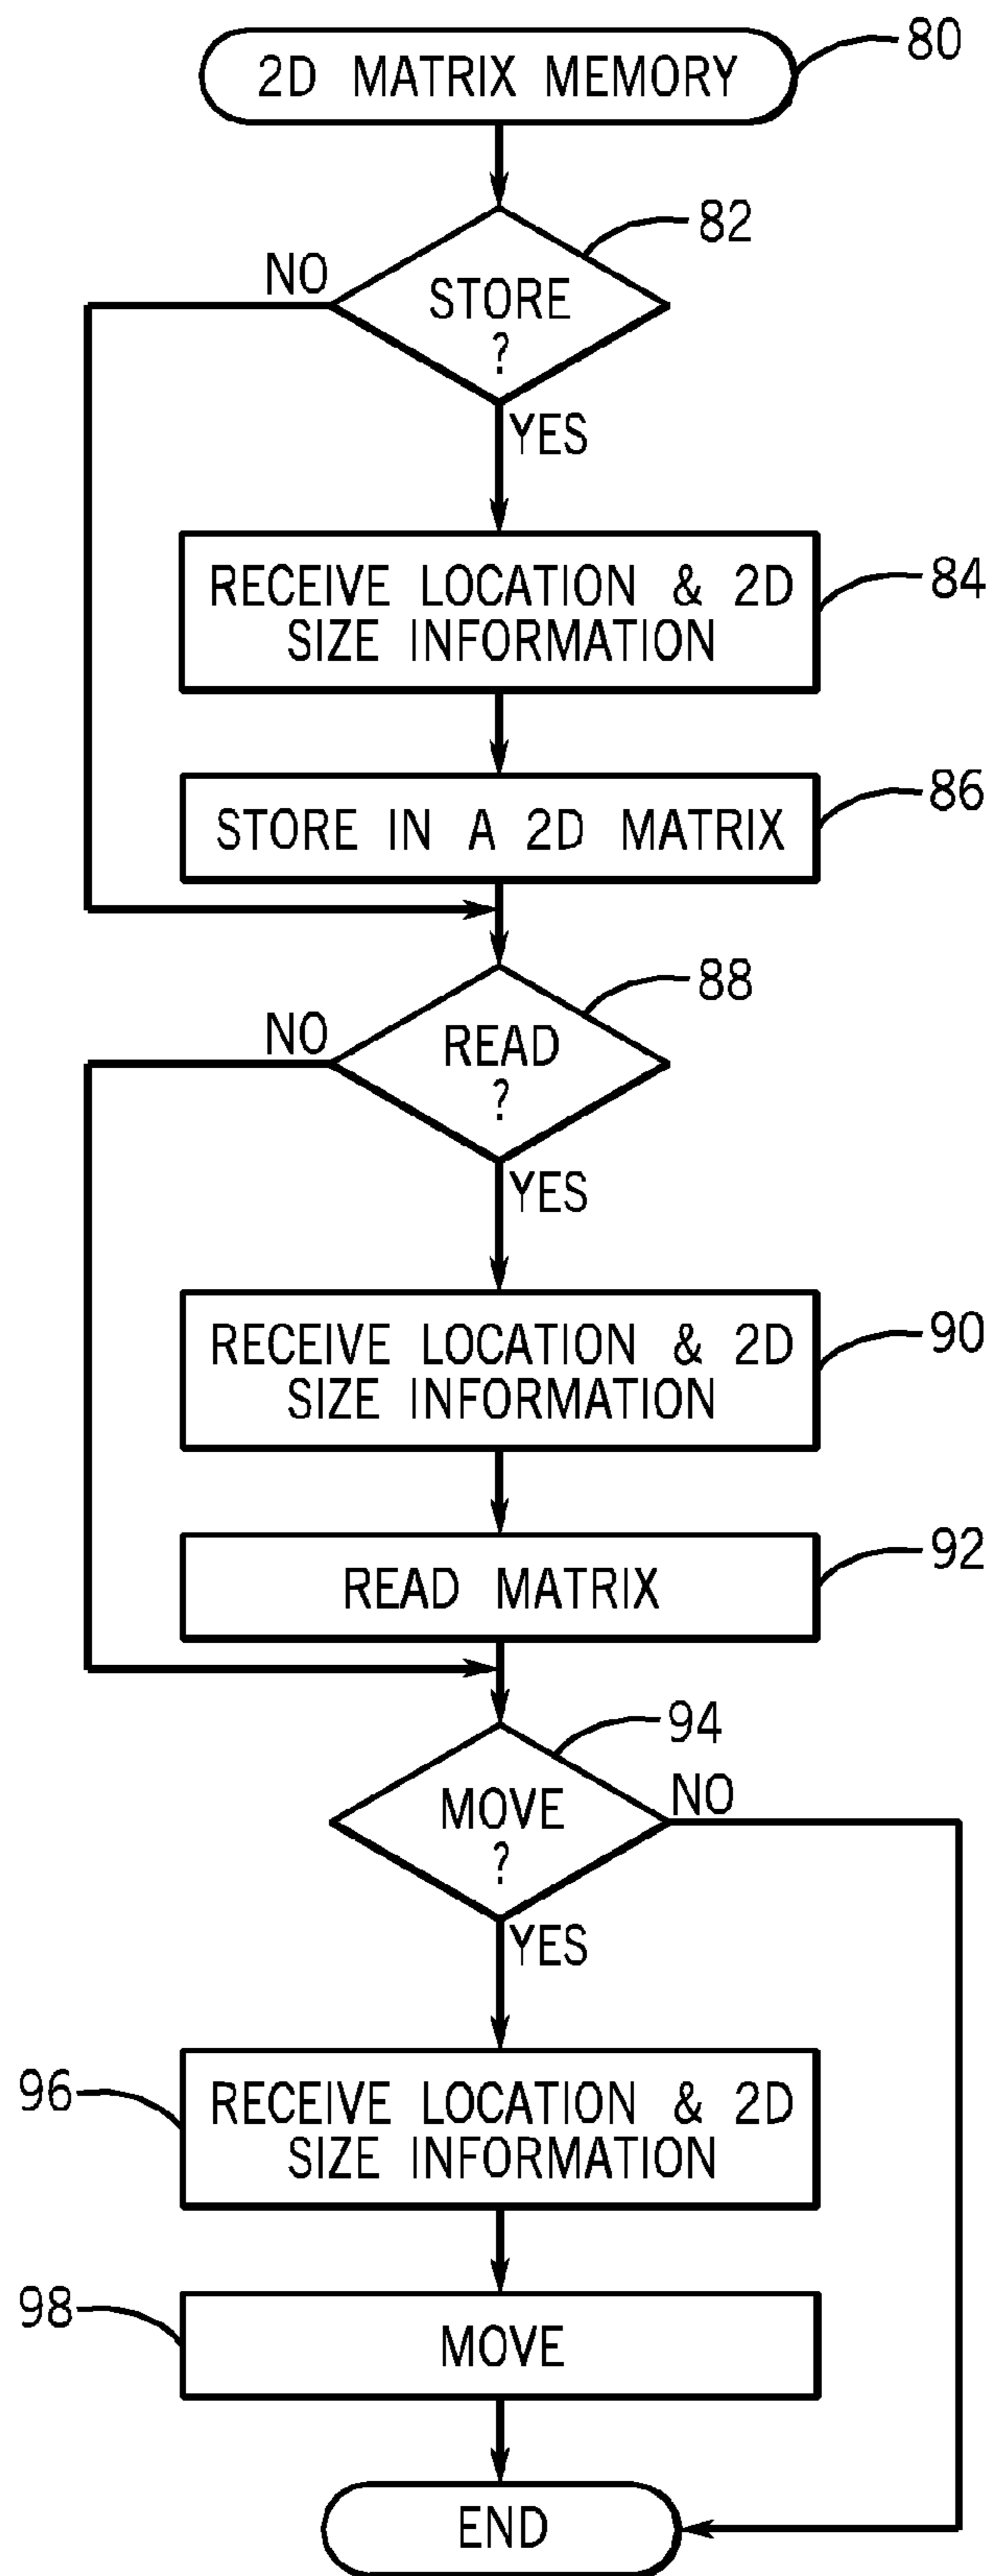 2D MATRIX MEMORY
80
82
STORE
?
NO
YES
RECEIVE LOCATION & 2D
SIZE INFORMATION
84
STORE IN A 2D MATRIX
86
88
READ
?
NO
YES
RECEIVE LOCATION & 2D
SIZE INFORMATION
90
READ MATRIX
92
94
MOVE
?
NO
YES
96
RECEIVE LOCATION & 2D
SIZE INFORMATION
98
MOVE
END